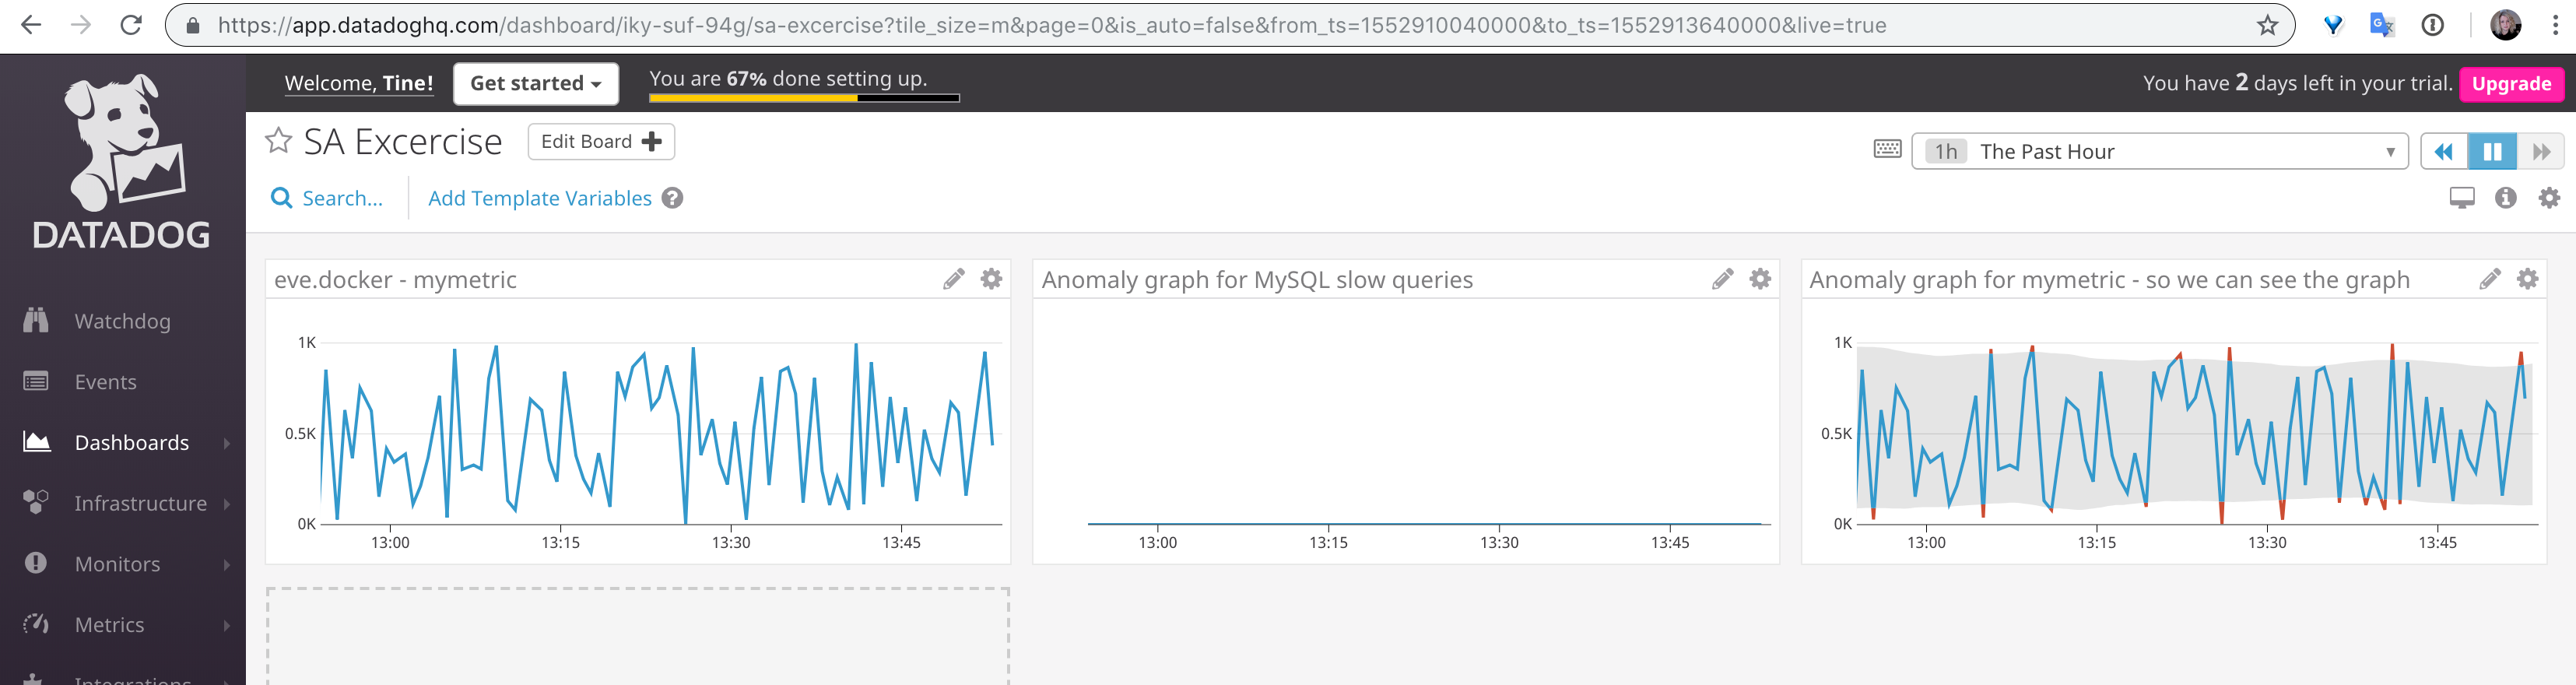 https://app.datadoghq.com/dashboard/iky-suf-94g/sa-excercise?tile_size=m&page=0&is_auto=false&from_ts=1552910040000&to_ts=1552913640000&live=true
Welcome, Tine!
Get started
You are 67% done setting up.
You have 2 days left in your trial.
Upgrade
DATADOG
Watchdog
Events
Dashboards
Infrastructure
Monitors
Metrics
Integrations
SA Excercise
Edit Board
1h The Past Hour
Search...
Add Template Variables
eve.docker - mymetric
1K
0.5K
0K
13:00 13:15 13:30 13:45
Anomaly graph for MySQL slow queries
13:00 13:15 13:30 13:45
Anomaly graph for mymetric - so we can see the graph
1K
0.5K
0K
13:00 13:15 13:30 13:45